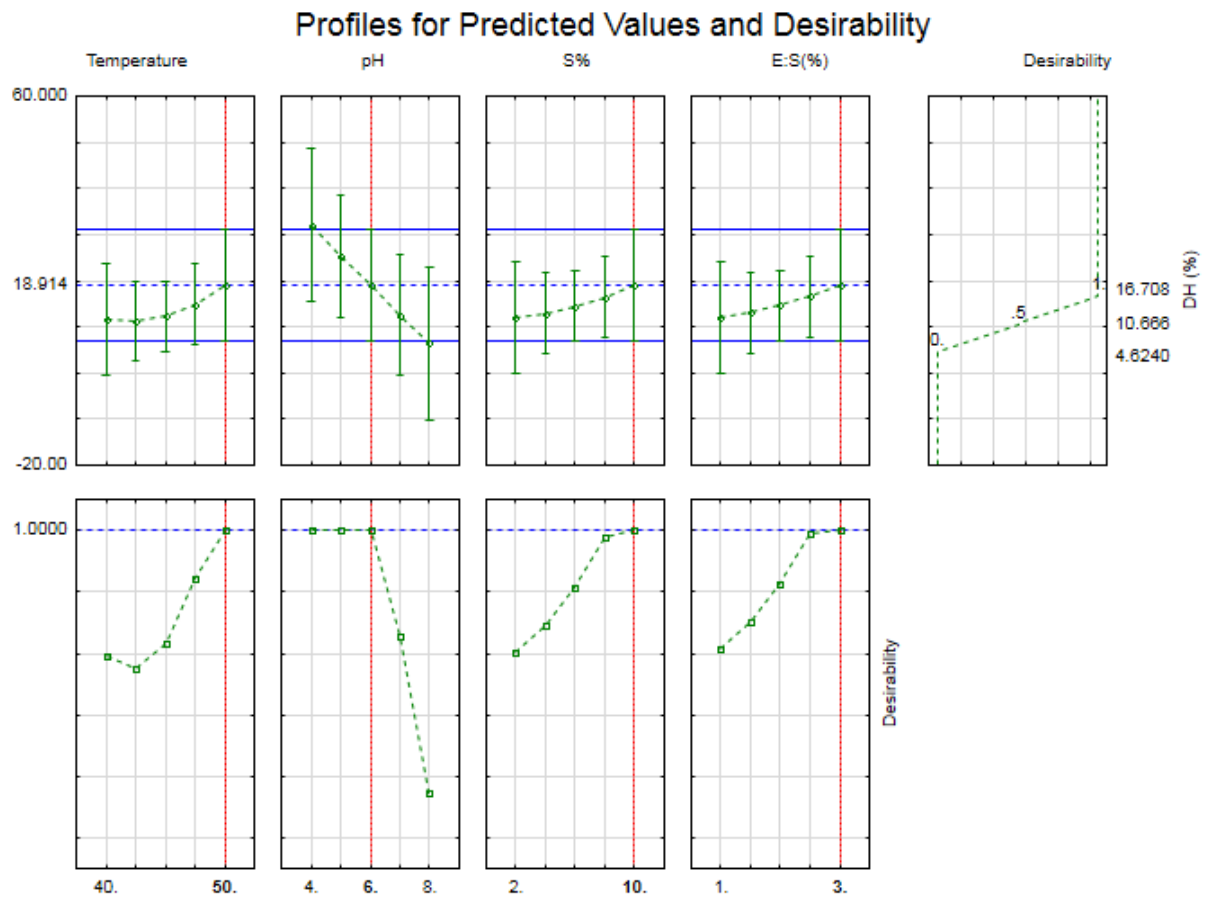 Profiles for Predicted Values and Desirability
Temperature pH S% E:S(%) Desirability
60.000
18.914
-20.00
1.
.5
0.
16.708
10.666
4.6240
DH (%)
1.0000
Desirability
40. 50. 4. 6. 8. 2. 10. 1. 3.